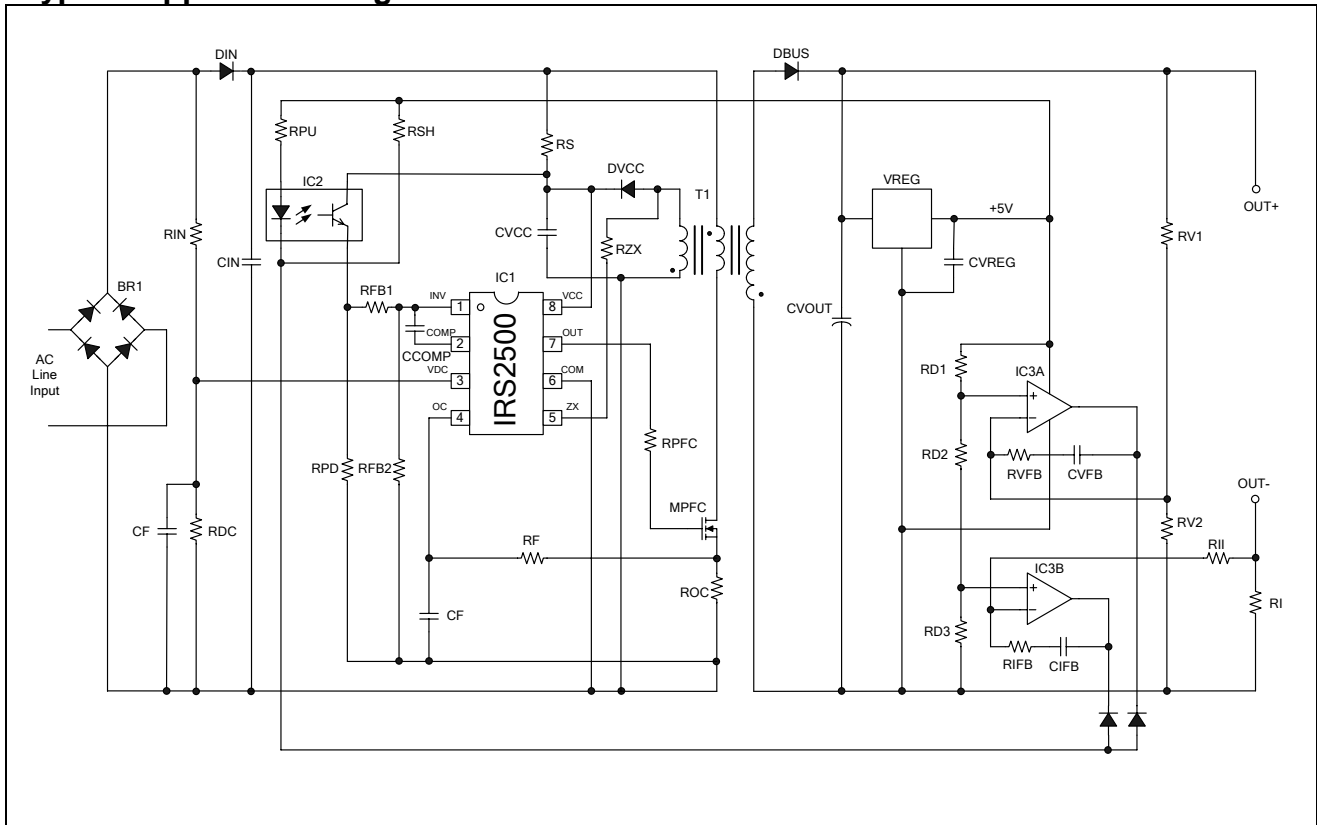 DIN
DBUS
RPU
RSH
RS
DVCC
T1
IC2
VREG
+5V
OUT+
RIN
CIN
CVCC
RZX
RV1
CVREG
BR1
IC1
RFB1
INV
1
8
VCC
CVOUT
COMP
2
7
OUT
CCOMP
AC
Line
Input
VDC
3
6
COM
RD1
IC3A
OC
4
5
ZX
IRS2500
+
−
RPFC
RPD
RFB2
RD2
RVFB
CVFB
OUT-
MPFC
CF
RDC
RV2
RF
RII
ROC
IC3B
+
−
RI
CF
RD3
RIFB
CIFB